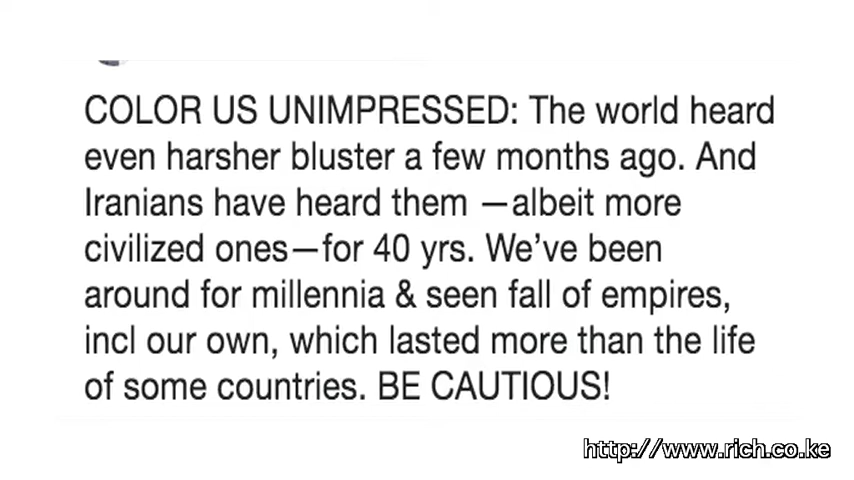 COLOR US UNIMPRESSED: The world heard
even harsher bluster a few months ago. And
Iranians have heard them —albeit more
civilized ones—for 40 yrs. We've been
around for millennia & seen fall of empires,
incl our own, which lasted more than the life
of some countries. BE CAUTIOUS!
http://www.rich.co.ke